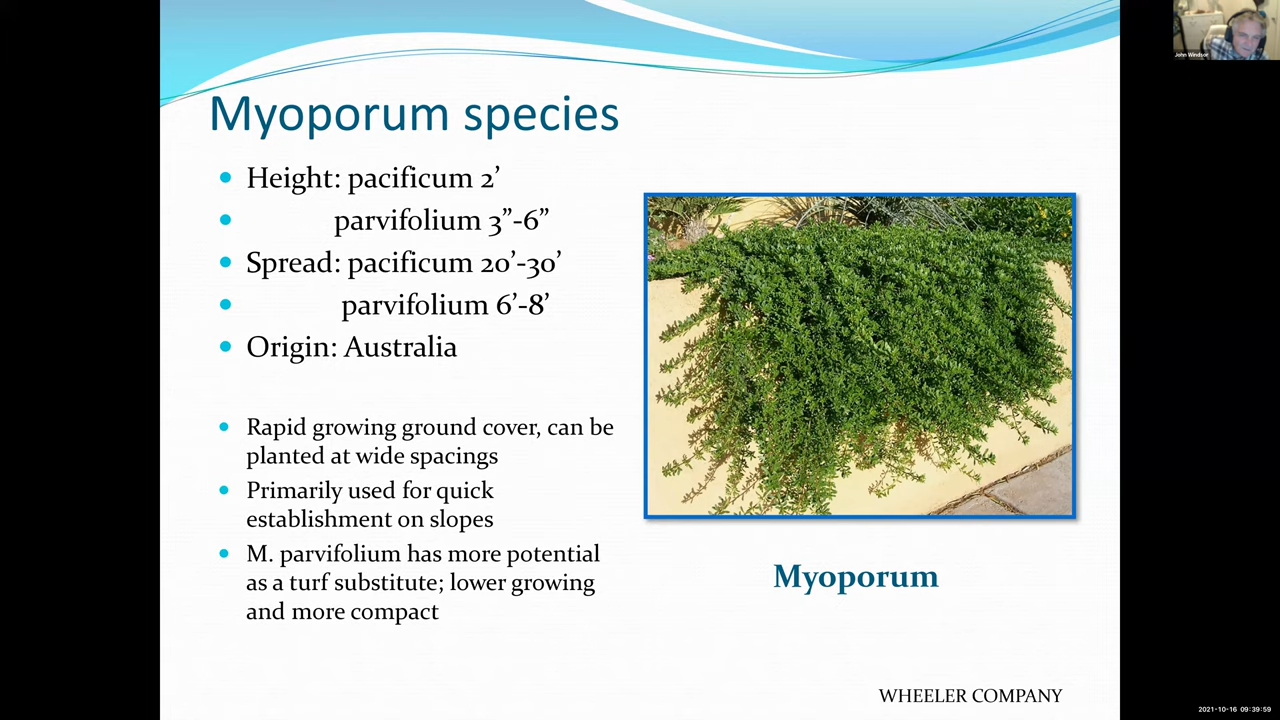 John Windsor
Myoporum species
Height: pacificum 2’
parvifolium 3”-6”
Spread: pacificum 20’-30’
parvifolium 6’-8’
Origin: Australia
Rapid growing ground cover, can be
planted at wide spacings
Primarily used for quick
establishment on slopes
M. parvifolium has more potential
as a turf substitute; lower growing
and more compact
Myoporum
WHEELER COMPANY
2021-10-16 09:39:59